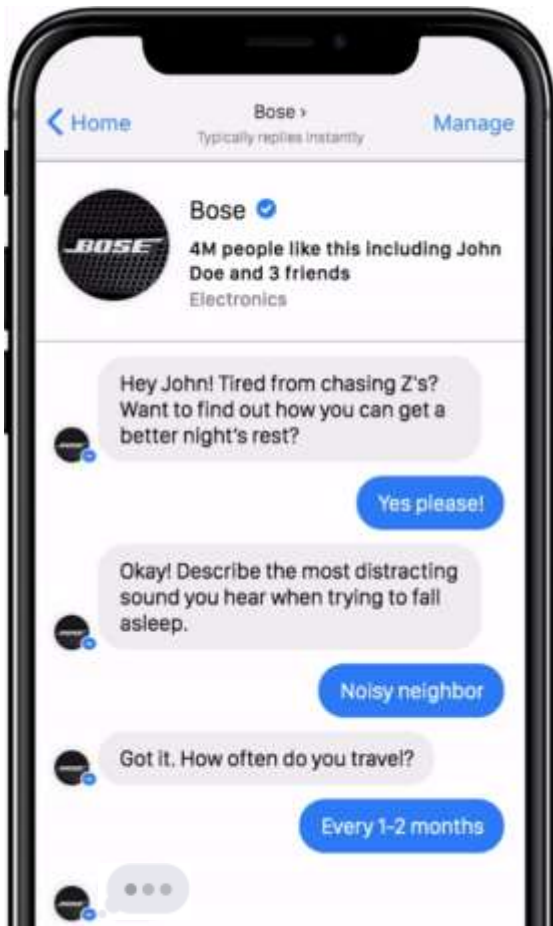 Home
Bose ›
Typically replies instantly
Manage
BOSE
Bose
4M people like this including John
Doe and 3 friends
Electronics
Hey John! Tired from chasing Z's?
Want to find out how you can get a
better night's rest?
Yes please!
Okay! Describe the most distracting
sound you hear when trying to fall
asleep.
Noisy neighbor
Got it. How often do you travel?
Every 1-2 months